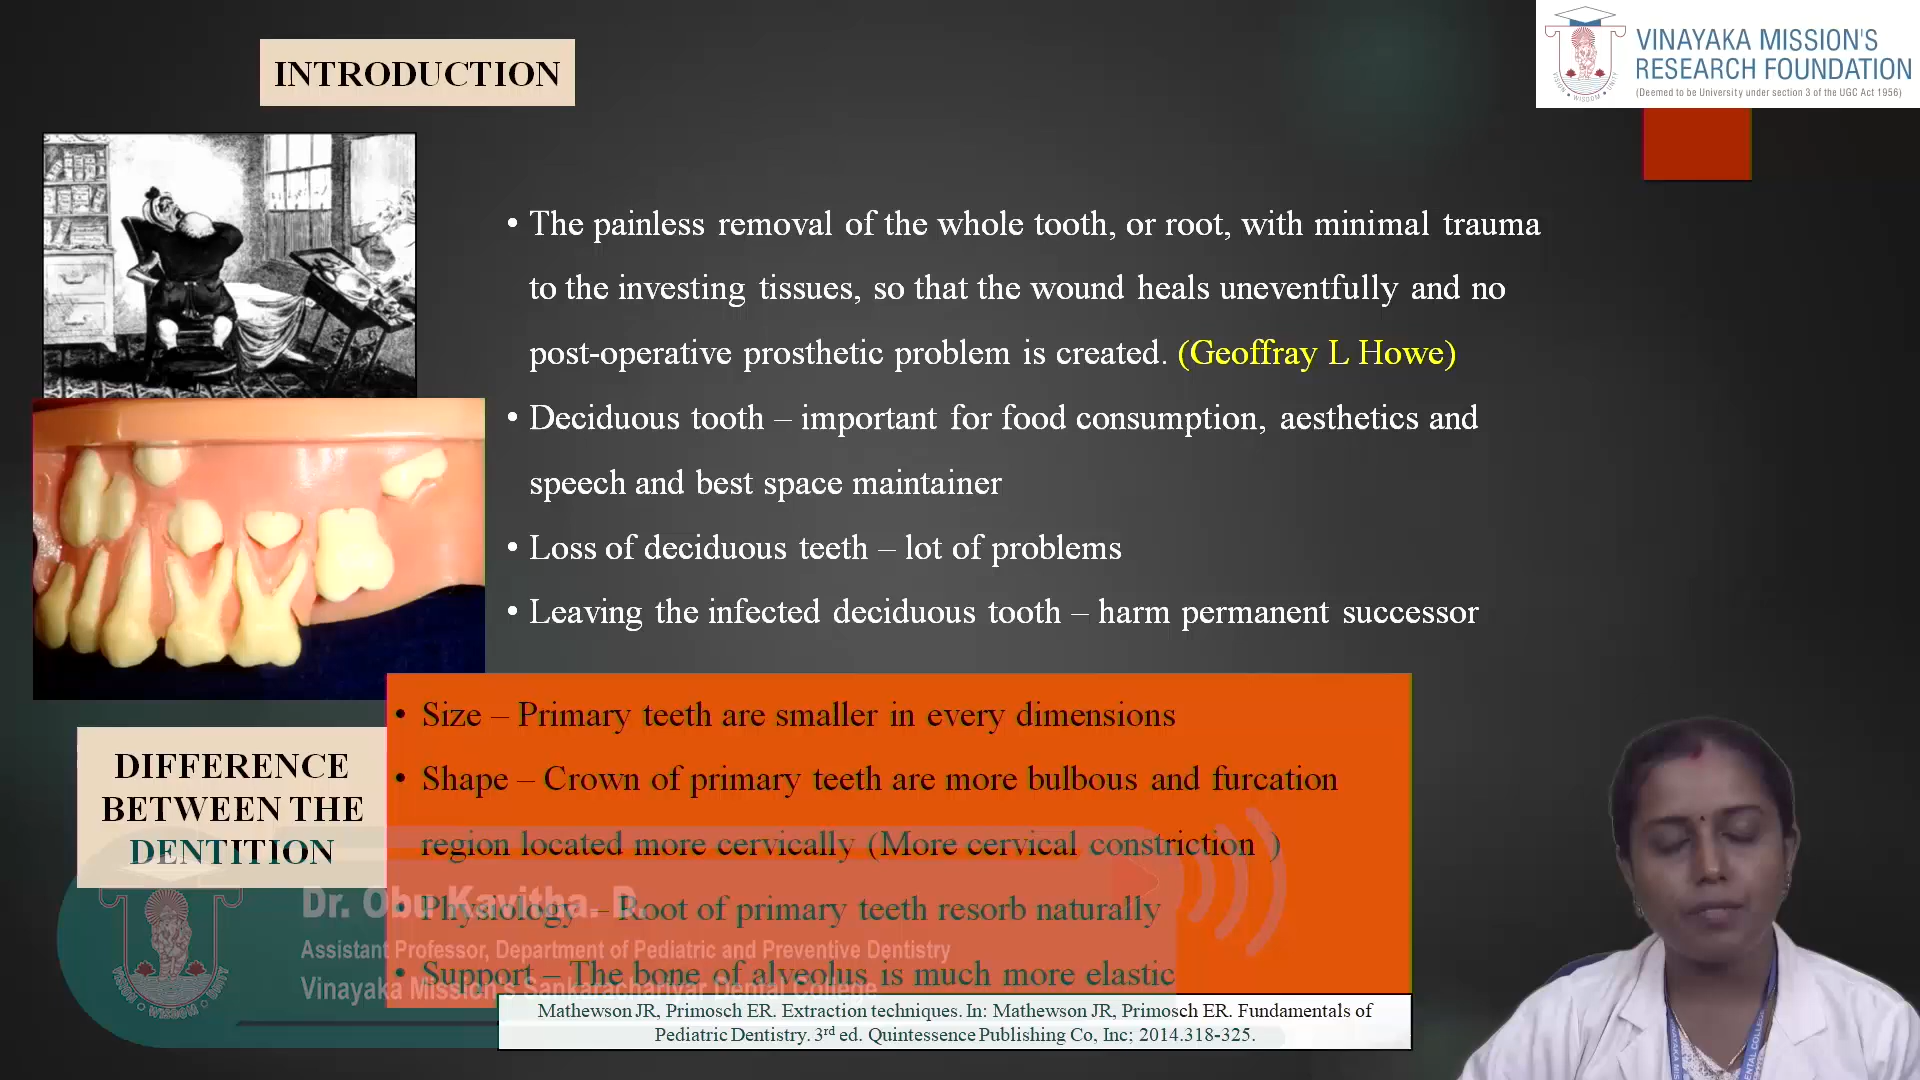 INTRODUCTION
VINAYAKA MISSION'S
RESEARCH FOUNDATION
(Deemed to be University under section 3 of the UGC Act 1956)
• The painless removal of the whole tooth, or root, with minimal trauma
to the investing tissues, so that the wound heals uneventfully and no
post-operative prosthetic problem is created. (Geoffray L Howe)
• Deciduous tooth – important for food consumption, aesthetics and
speech and best space maintainer
• Loss of deciduous teeth – lot of problems
• Leaving the infected deciduous tooth – harm permanent successor
DIFFERENCE
BETWEEN THE
DENTITION
• Size – Primary teeth are smaller in every dimensions
• Shape – Crown of primary teeth are more bulbous and furcation
region located more cervically (More cervical constriction )
• Physiology – Root of primary teeth resorb naturally
• Support – The bone of alveolus is much more elastic
Dr. Obu Kavitha. D.
Assistant Professor, Department of Pediatric and Preventive Dentistry
Vinayaka Mission's Sankarachariyar Dental College
Mathewson JR, Primosch ER. Extraction techniques. In: Mathewson JR, Primosch ER. Fundamentals of
Pediatric Dentistry. 3rd ed. Quintessence Publishing Co, Inc; 2014.318-325.